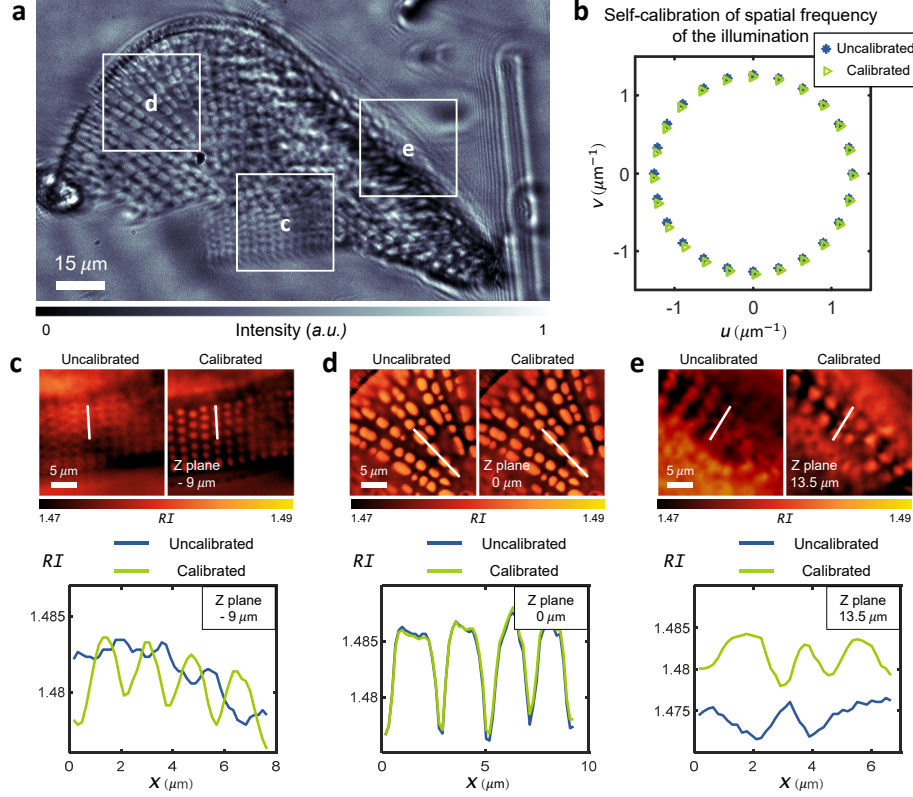 a
d
e
c
15 μm
0
Intensity (a.u.)
1
b
Self-calibration of spatial frequency
of the illumination
Uncalibrated
Calibrated
1
0
-1
v (μm⁻¹)
-1
0
1
u (μm⁻¹)
c
Uncalibrated
Calibrated
5 μm
Z plane
- 9 μm
1.47
RI
1.49
RI
Uncalibrated
Calibrated
Z plane
- 9 μm
1.485
1.48
0
2
4
6
8
X (μm)
d
Uncalibrated
Calibrated
5 μm
Z plane
0 μm
1.47
RI
1.49
RI
Uncalibrated
Calibrated
Z plane
0 μm
1.485
1.48
0
5
10
X (μm)
e
Uncalibrated
Calibrated
5 μm
Z plane
13.5 μm
1.47
RI
1.49
RI
Uncalibrated
Calibrated
Z plane
13.5 μm
1.485
1.48
1.475
0
2
4
6
X (μm)